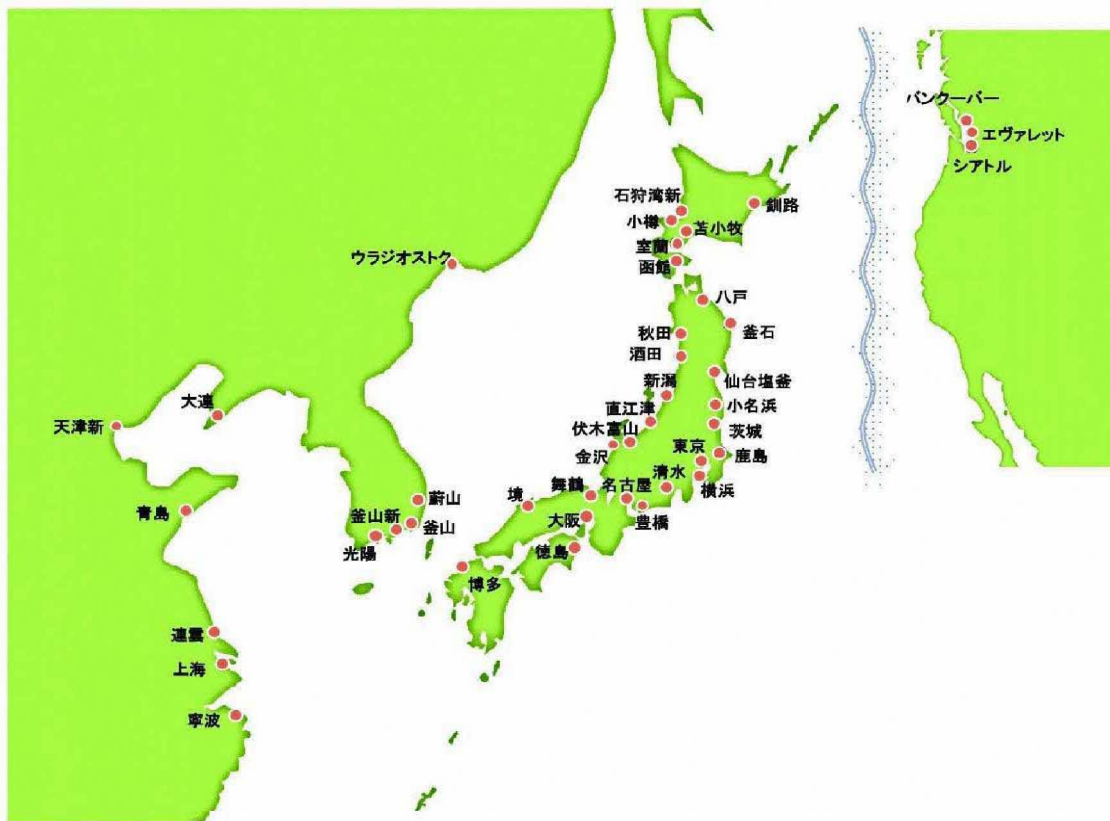 バンクーバー
エヴァレット
シアトル
石狩湾新
釧路
小樽
苫小牧
室蘭
函館
ウラジオストク
八戸
釜石
秋田
酒田
仙台塩釜
新潟
小名浜
直江津
茨城
伏木富山
金沢
東京
鹿島
清水
横浜
大連
天津新
舞鶴
名古屋
境
豊橋
大阪
徳島
蔚山
釜山新
釜山
光陽
青島
博多
連雲
上海
寧波